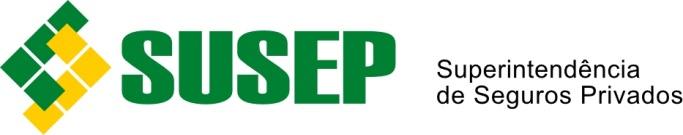 SUSEP
Superintendência
de Seguros Privados